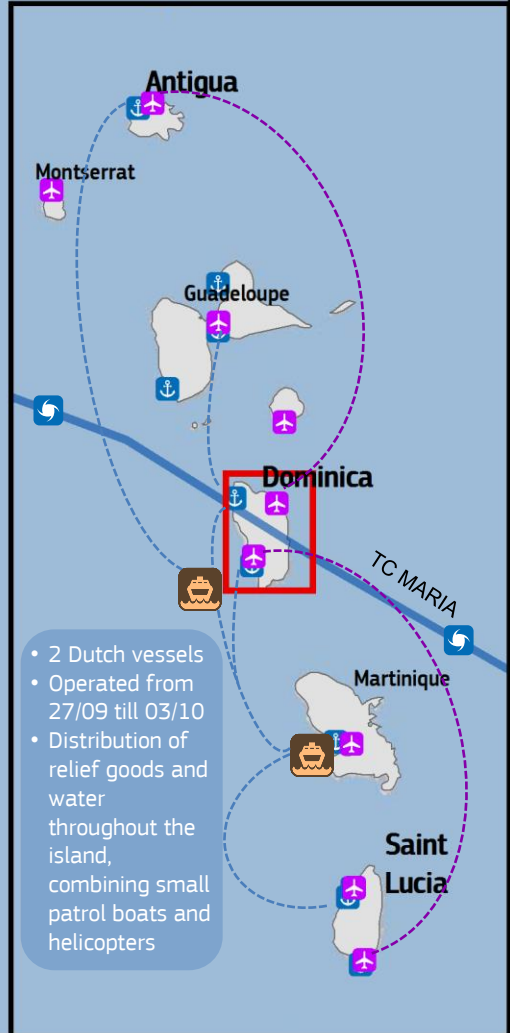 Antigua
Montserrat
Guadeloupe
Dominica
TC MARIA
Martinique
• 2 Dutch vessels
• Operated from
27/09 till 03/10
• Distribution of
relief goods and
water
throughout the
island,
combining small
patrol boats and
helicopters
Saint
Lucia